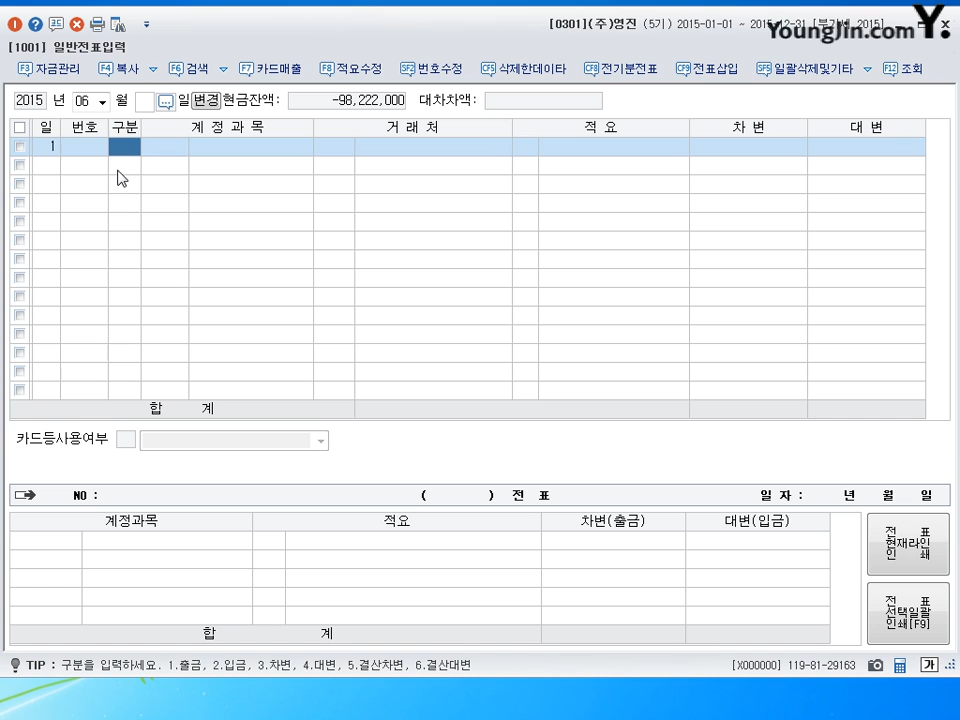 [0301](주)영진 (5기) 2015-01-01 ~ 2015-12-31 [부가세 2015]
YoungJin.com Y.
[1001] 일반전표입력
F3 자금관리 F4 복사 F6 검색 F7 카드매출 F8 적요수정 SF2 번호수정 CF5 삭제한데이타 CF8 전기분전표 CF9 전표삽입 SF5 일괄삭제및기타 F12 조회
2015 년 06 월 일 변경 현금잔액: -98,222,000 대차차액:
일 번호 구분 계 정 과 목 거 래 처 적 요 차 변 대 변
1
합 계
카드등사용여부
NO : ( ) 전 표 일 자 : 년 월 일
계정과목 적요 차변(출금) 대변(입금)
전 표
현재라인
인 쇄
전 표
선택일괄
인쇄[F9]
합 계
TIP : 구분을 입력하세요. 1.출금, 2.입금, 3.차변, 4.대변, 5.결산차변, 6.결산대변 [X000000] 119-81-29163 가